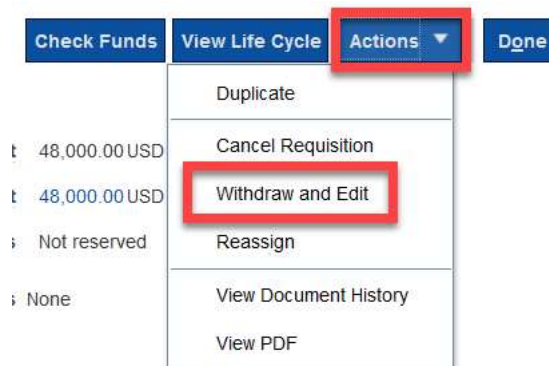 Check Funds View Life Cycle Actions Done
Duplicate
t 48,000.00 USD Cancel Requisition
t 48,000.00 USD Withdraw and Edit
s Not reserved Reassign
s None View Document History
View PDF